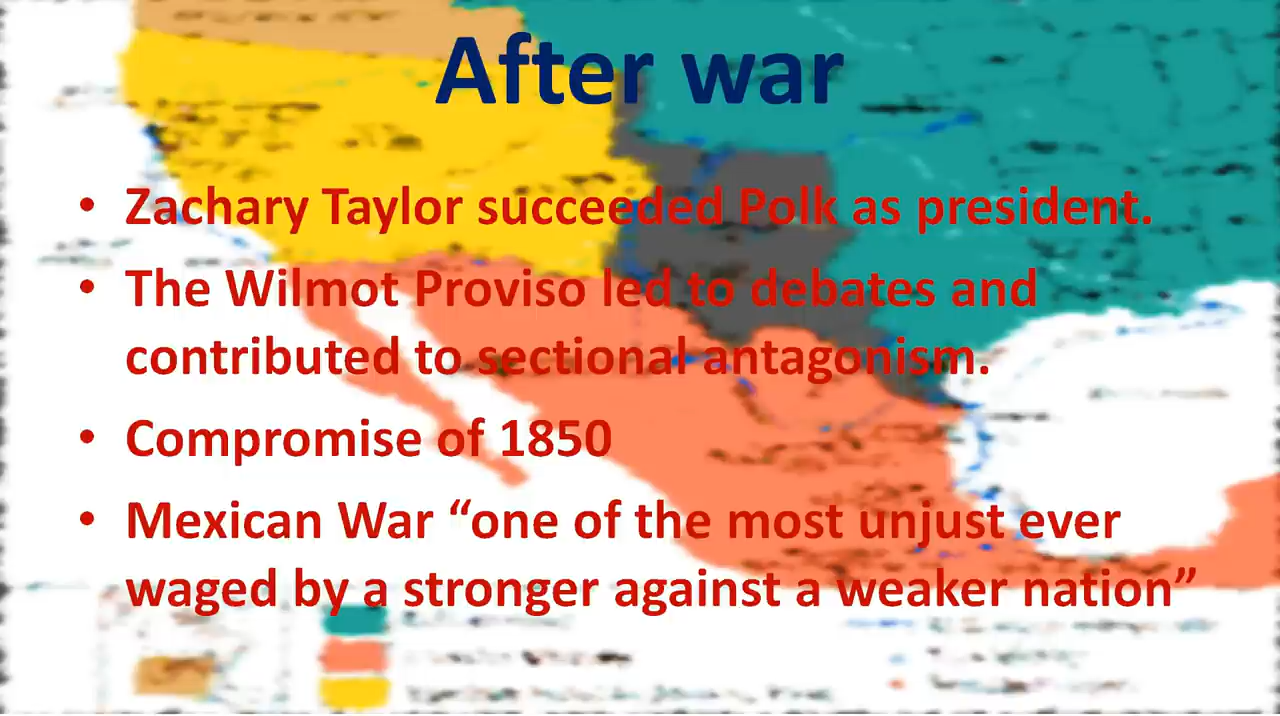 After war
• Zachary Taylor succeeded Polk as president.
• The Wilmot Proviso led to debates and
contributed to sectional antagonism.
• Compromise of 1850
• Mexican War “one of the most unjust ever
waged by a stronger against a weaker nation”